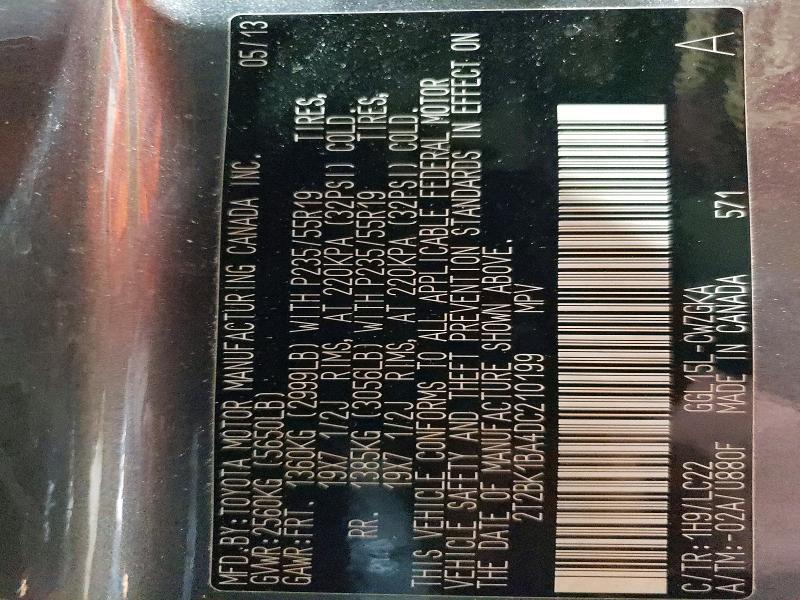 MFD.BY:TOYOTA MOTOR MANUFACTURING CANADA INC. 05/13
GVWR:2560KG (5650LB)
GAWR:FRT. 1360KG (2999LB) WITH P235/55R19 TIRES,
19X7 1/2J RIMS, AT 220KPA (32PSI) COLD.
RR. 1385KG (3056LB) WITH P235/55R19 TIRES,
19X7 1/2J RIMS, AT 220KPA (32PSI) COLD.
THIS VEHICLE CONFORMS TO ALL APPLICABLE FEDERAL MOTOR
VEHICLE SAFETY AND THEFT PREVENTION STANDARDS IN EFFECT ON
THE DATE OF MANUFACTURE SHOWN ABOVE.
2T2BK1BA4DC210199 MPV
C/TR:1H9/LC22 GGL15L-CWZGKA
A/TM:-02A/U880F MADE IN CANADA 571 A